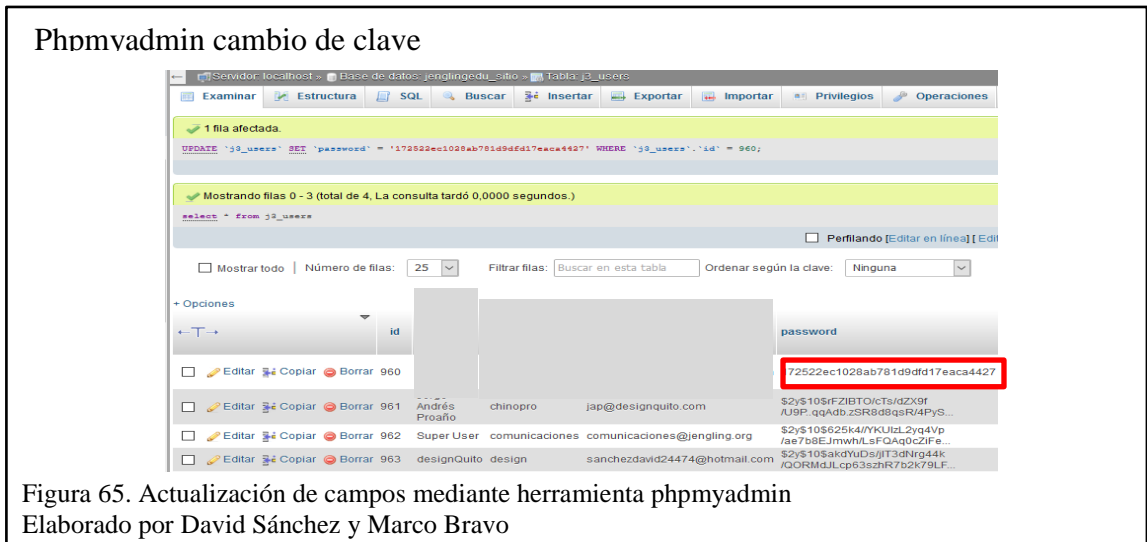 Phpmyadmin cambio de clave
← Servidor: localhost » Base de datos: jenglingedu_sitio » Tabla: j3_users
Examinar Estructura SQL Buscar Insertar Exportar Importar Privilegios Operaciones
1 fila afectada.
UPDATE `j3_users` SET `password` = '172522ec1028ab781d9dfd17eaca4427' WHERE `j3_users`.`id` = 960;
Mostrando filas 0 - 3 (total de 4, La consulta tardó 0,0000 segundos.)
select * from j3_users
Perfilando [Editar en línea] [ Edit
Mostrar todo | Número de filas: 25 Filtrar filas: Buscar en esta tabla Ordenar según la clave: Ninguna
+ Opciones
←T→ id password
Editar Copiar Borrar 960 172522ec1028ab781d9dfd17eaca4427
Editar Copiar Borrar 961 Andrés Proaño chinopro jap@designquito.com $2y$10$rFZIBTO/cTs/dZX9f /U9P..qqAdb.zSR8d8qsR/4PyS...
Editar Copiar Borrar 962 Super User comunicaciones comunicaciones@jengling.org $2y$10$625k4//YKUIzL2yq4Vp /ae7b8EJmwh/LsFQAq0cZiFe...
Editar Copiar Borrar 963 designQuito design sanchezdavid24474@hotmail.com $2y$10$akdYuDs/jIT3dNrg44k /QORMdJLcp63szhR7b2k79LF...
Figura 65. Actualización de campos mediante herramienta phpmyadmin
Elaborado por David Sánchez y Marco Bravo